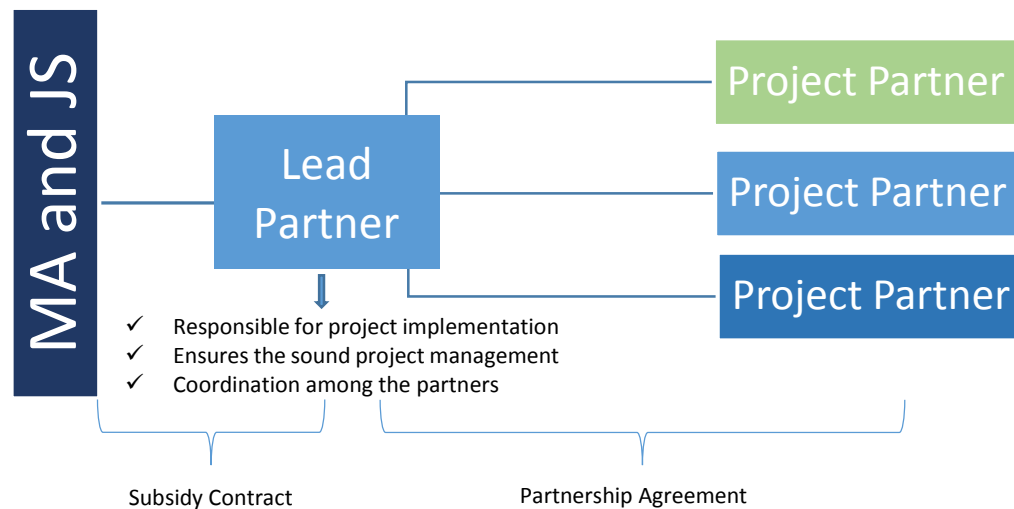 MA and JS
Lead
Partner
Project Partner
Project Partner
Project Partner
✓ Responsible for project implementation
✓ Ensures the sound project management
✓ Coordination among the partners
Subsidy Contract
Partnership Agreement